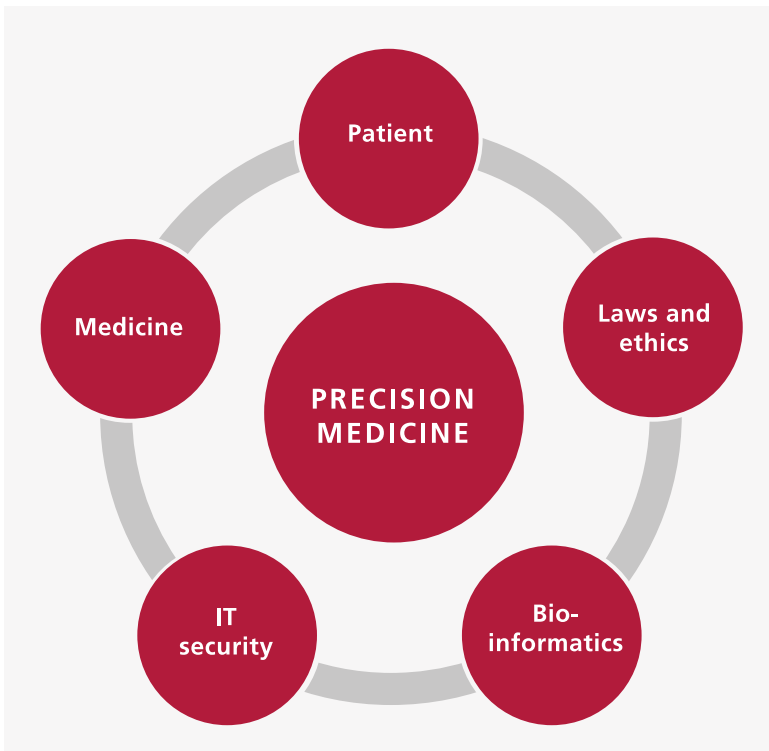 Patient
Laws and
ethics
Medicine
PRECISION
MEDICINE
Bio-
informatics
IT
security